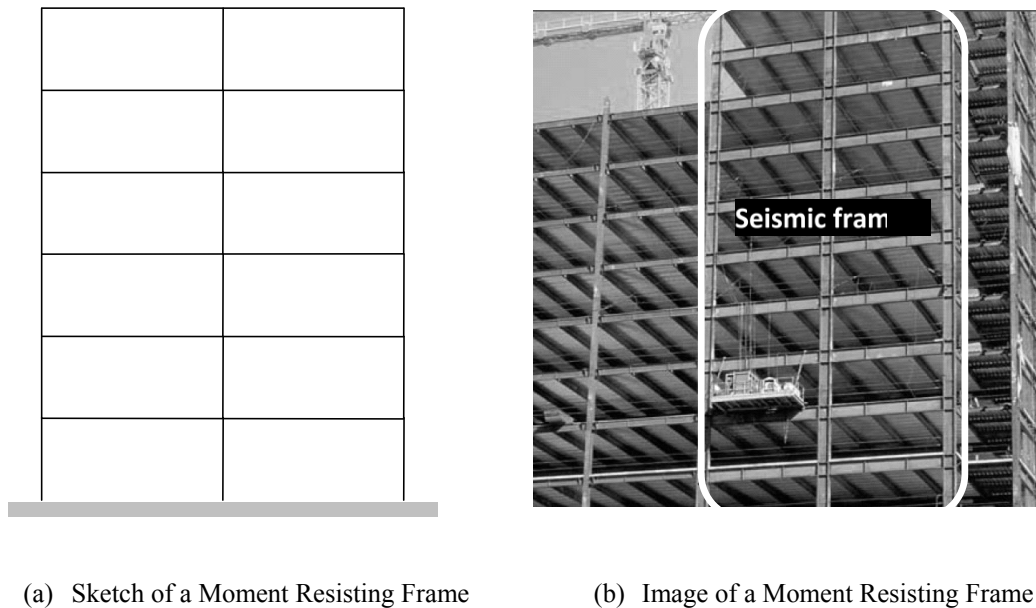 Seismic fram
(a) Sketch of a Moment Resisting Frame
(b) Image of a Moment Resisting Frame